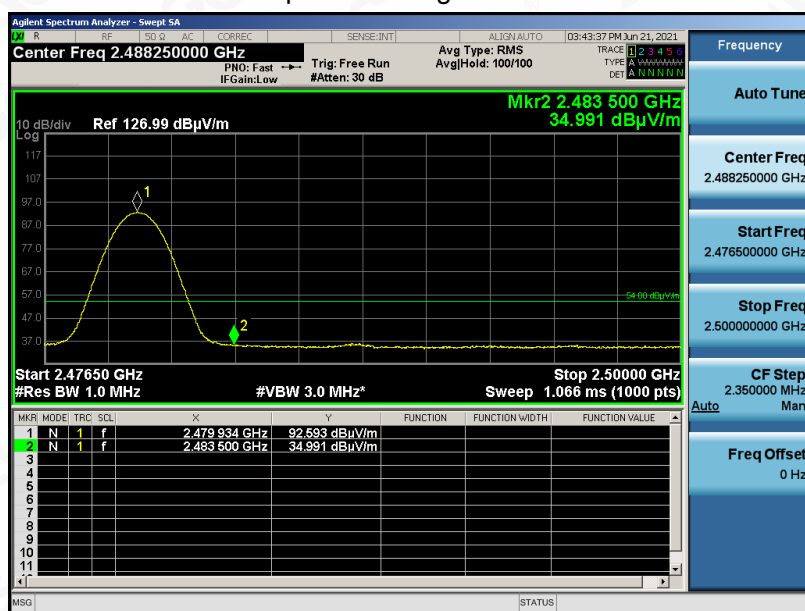 Agilent Spectrum Analyzer - Swept SA
LXI R RF 50 Ω AC CORREC SENSE:INT ALIGN AUTO 03:43:37 PM Jun 21, 2021
Center Freq 2.488250000 GHz
PNO: Fast
IFGain:Low
Trig: Free Run
#Atten: 30 dB
Avg Type: RMS
Avg|Hold: 100/100
TRACE 1 2 3 4 5 6
TYPE A WWWWW
DET A N N N N N
Mkr2 2.483 500 GHz
34.991 dBµV/m
10 dB/div Ref 126.99 dBµV/m
Log
117
107
97.0
87.0
77.0
67.0
57.0
47.0
37.0
1
2
54.00 dBµV/m
Start 2.47650 GHz Stop 2.50000 GHz
#Res BW 1.0 MHz #VBW 3.0 MHz* Sweep 1.066 ms (1000 pts)
MKR MODE TRC SCL X Y FUNCTION FUNCTION WIDTH FUNCTION VALUE
1 N 1 f 2.479 934 GHz 92.593 dBµV/m
2 N 1 f 2.483 500 GHz 34.991 dBµV/m
3
4
5
6
7
8
9
10
11
MSG STATUS
Frequency
Auto Tune
Center Freq
2.488250000 GHz
Start Freq
2.476500000 GHz
Stop Freq
2.500000000 GHz
CF Step
2.350000 MHz
Auto Man
Freq Offset
0 Hz